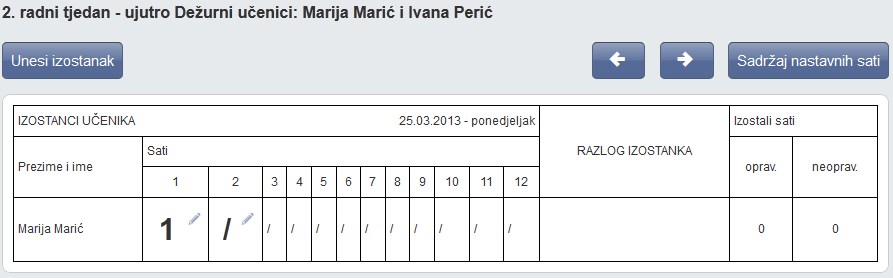 2. radni tjedan - ujutro Dežurni učenici: Marija Marić i Ivana Perić
Unesi izostanak
Sadržaj nastavnih sati
IZOSTANCI UČENIKA 25.03.2013 - ponedjeljak RAZLOG IZOSTANKA Izostali sati
Prezime i ime Sati oprav. neoprav.
1 2 3 4 5 6 7 8 9 10 11 12
Marija Marić 1 / / / / / / / / / / / 0 0